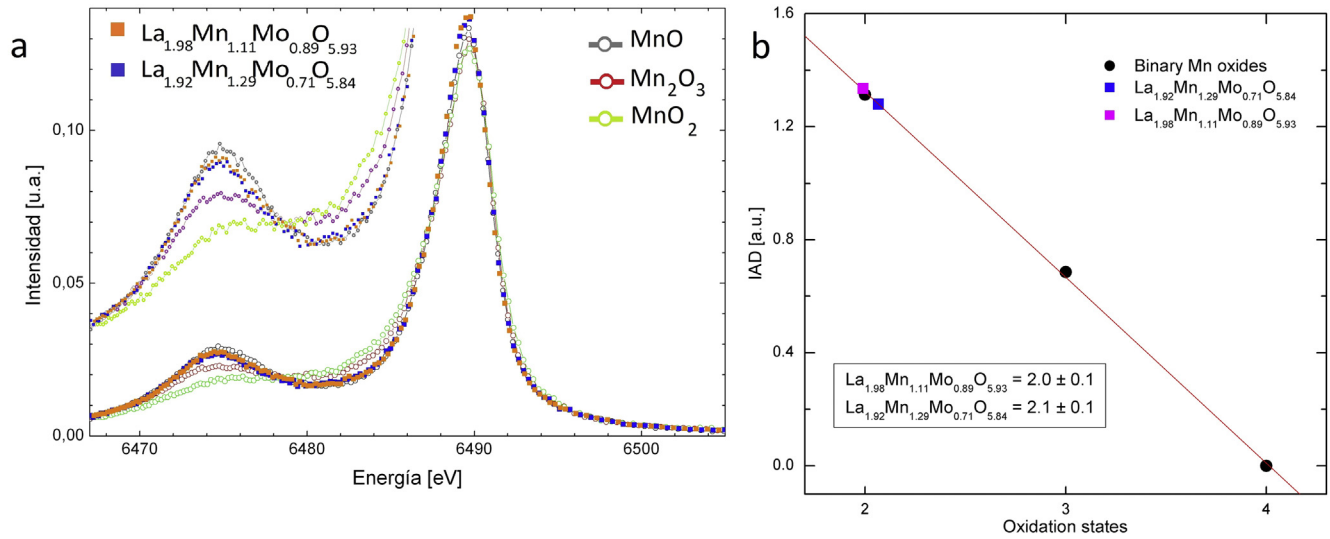 a
La1.98Mn1.11Mo0.89O5.93
La1.92Mn1.29Mo0.71O5.84
MnO
Mn2O3
MnO2
Intensidad [u.a.]
0,10
0,05
0,00
6470 6480 6490 6500
Energía [eV]
b
IAD [a.u.]
1.6
1.2
0.8
0.4
0.0
Binary Mn oxides
La1.92Mn1.29Mo0.71O5.84
La1.98Mn1.11Mo0.89O5.93
La1.98Mn1.11Mo0.89O5.93 = 2.0 ± 0.1
La1.92Mn1.29Mo0.71O5.84 = 2.1 ± 0.1
2 3 4
Oxidation states